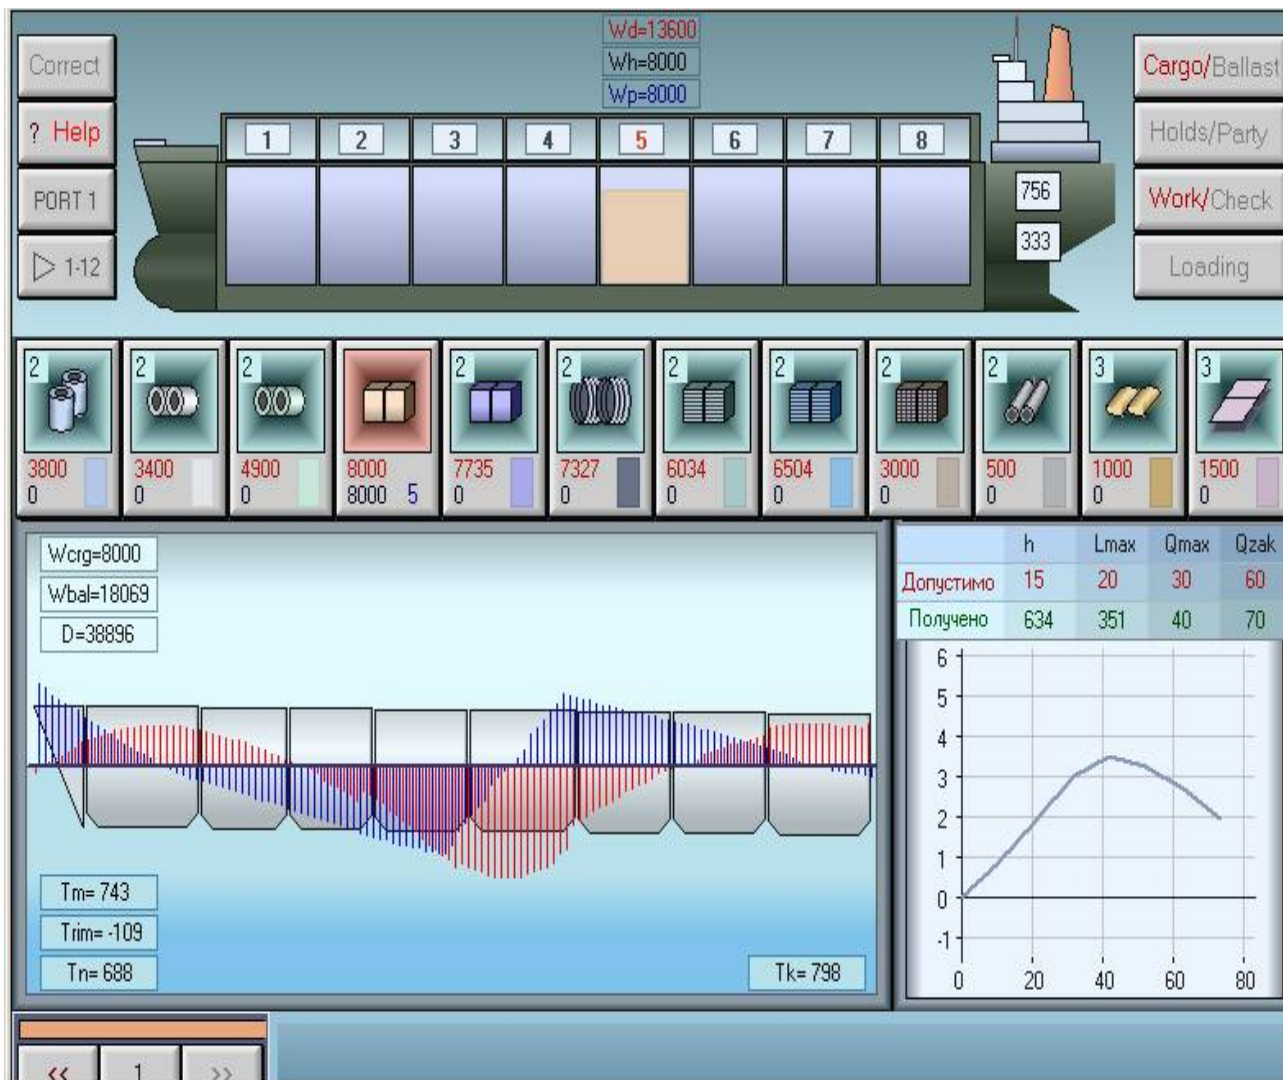 Wd=13600
Correct
Wh=8000
Cargo/Ballast
Wp=8000
? Help
1 2 3 4 5 6 7 8
Holds/Party
PORT 1
756
Work/Check
333
1-12
Loading
2 2 2 2 2 2 2 2 2 3 3
3800 3400 4900 8000 7735 7327 6034 6504 3000 500 1000 1500
0 0 0 8000 5 0 0 0 0 0 0 0 0
Wcrg=8000
Wbal=18069
D=38896
h Lmax Qmax Qzak
Допустимо 15 20 30 60
Получено 634 351 40 70
6
5
4
3
2
1
0
-1
0 20 40 60 80
Tm= 743
Trim= -109
Tn= 688
Tk= 798
<< 1 >>